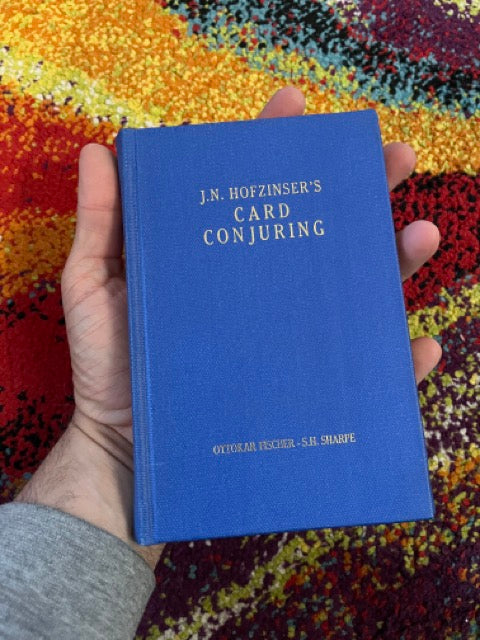 J.N. HOFZINSER'S
CARD
CONJURING
OTTOKAR FISCHER - S.H. SHARPE